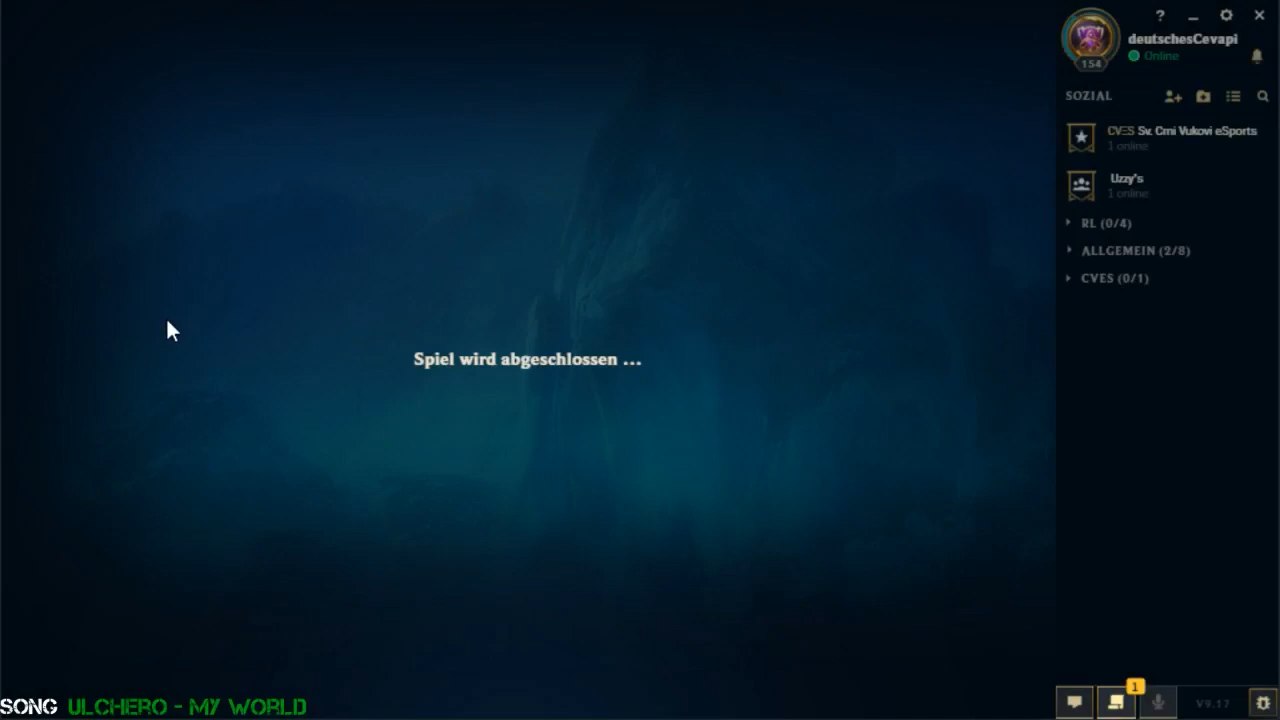 ?
deutschesCevapi
154
Online
SOZIAL
CVES Sv. Crni Vukovi eSports
1 online
Uzzy's
1 online
RL (0/4)
ALLGEMEIN (2/8)
CVES (0/1)
Spiel wird abgeschlossen ...
1
V9.17
SONG ULCHERO - MY WORLD